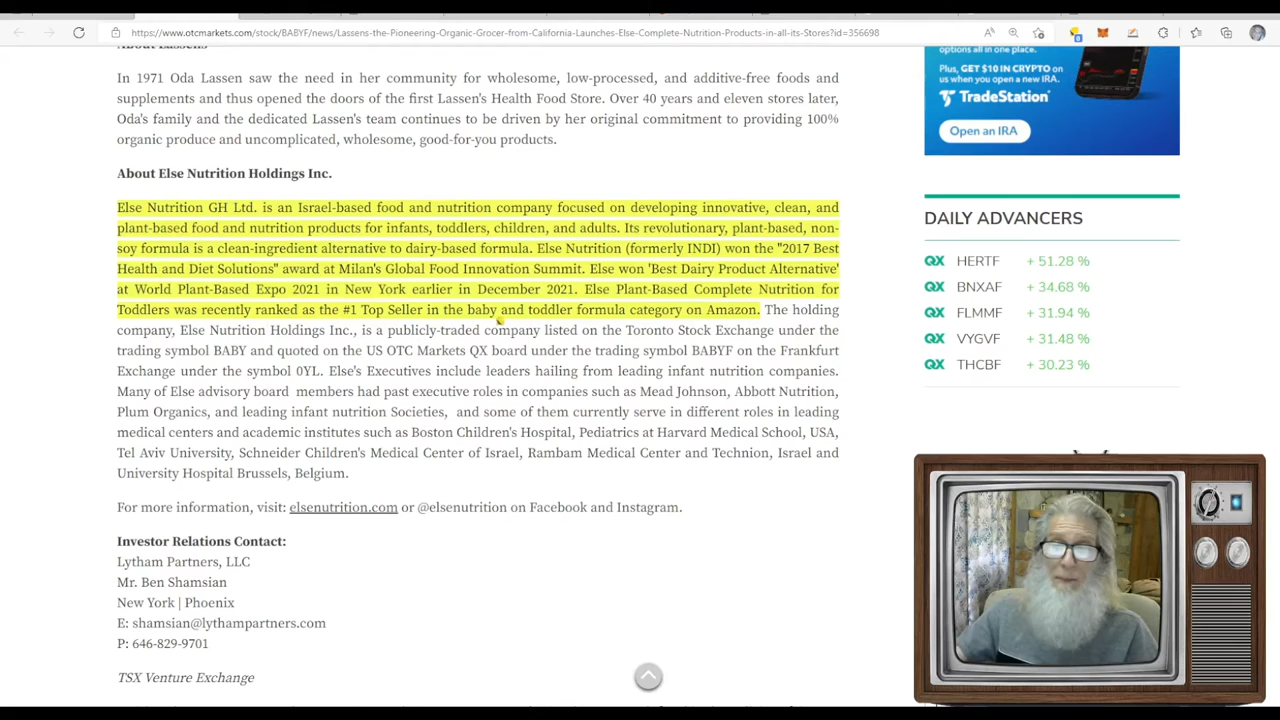 https://www.otcmarkets.com/stock/BABYF/news/Lassens-the-Pioneering-Organic-Grocer-from-California-Launches-Else-Complete-Nutrition-Products-in-all-its-Stores?id=356698
About Lassens
In 1971 Oda Lassen saw the need in her community for wholesome, low-processed, and additive-free foods and
supplements and thus opened the doors of the first Lassen's Health Food Store. Over 40 years and eleven stores later,
Oda's family and the dedicated Lassen's team continues to be driven by her original commitment to providing 100%
organic produce and uncomplicated, wholesome, good-for-you products.
About Else Nutrition Holdings Inc.
Else Nutrition GH Ltd. is an Israel-based food and nutrition company focused on developing innovative, clean, and
plant-based food and nutrition products for infants, toddlers, children, and adults. Its revolutionary, plant-based, non-
soy formula is a clean-ingredient alternative to dairy-based formula. Else Nutrition (formerly INDI) won the "2017 Best
Health and Diet Solutions" award at Milan's Global Food Innovation Summit. Else won 'Best Dairy Product Alternative'
at World Plant-Based Expo 2021 in New York earlier in December 2021. Else Plant-Based Complete Nutrition for
Toddlers was recently ranked as the #1 Top Seller in the baby and toddler formula category on Amazon. The holding
company, Else Nutrition Holdings Inc., is a publicly-traded company listed on the Toronto Stock Exchange under the
trading symbol BABY and quoted on the US OTC Markets QX board under the trading symbol BABYF on the Frankfurt
Exchange under the symbol 0YL. Else's Executives include leaders hailing from leading infant nutrition companies.
Many of Else advisory board members had past executive roles in companies such as Mead Johnson, Abbott Nutrition,
Plum Organics, and leading infant nutrition Societies, and some of them currently serve in different roles in leading
medical centers and academic institutes such as Boston Children's Hospital, Pediatrics at Harvard Medical School, USA,
Tel Aviv University, Schneider Children's Medical Center of Israel, Rambam Medical Center and Technion, Israel and
University Hospital Brussels, Belgium.
For more information, visit: elsenutrition.com or @elsenutrition on Facebook and Instagram.
Investor Relations Contact:
Lytham Partners, LLC
Mr. Ben Shamsian
New York | Phoenix
E: shamsian@lythampartners.com
P: 646-829-9701
TSX Venture Exchange
options all in one place.
Plus, GET $10 IN CRYPTO on
us when you open a new IRA.
TradeStation
Open an IRA
DAILY ADVANCERS
QX HERTF + 51.28 %
QX BNXAF + 34.68 %
QX FLMMF + 31.94 %
QX VYGVF + 31.48 %
QX THCBF + 30.23 %